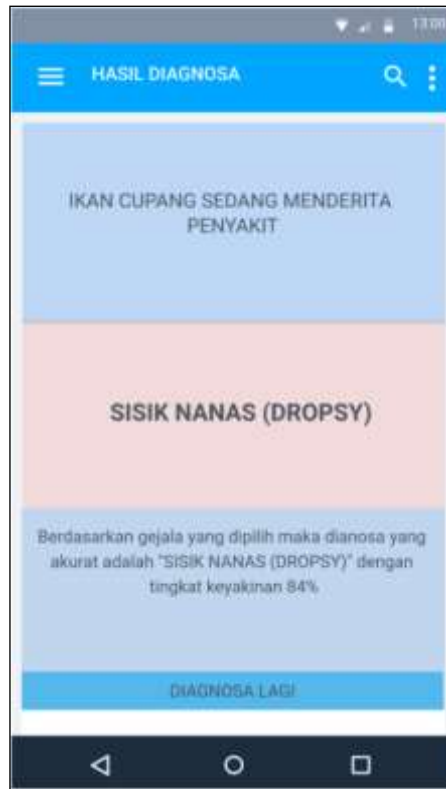 13:00
HASIL DIAGNOSA
IKAN CUPANG SEDANG MENDERITA
PENYAKIT
SISIK NANAS (DROPSY)
Berdasarkan gejala yang dipilih maka dianosa yang
akurat adalah "SISIK NANAS (DROPSY)" dengan
tingkat keyakinan 84%
DIAGNOSA LAGI